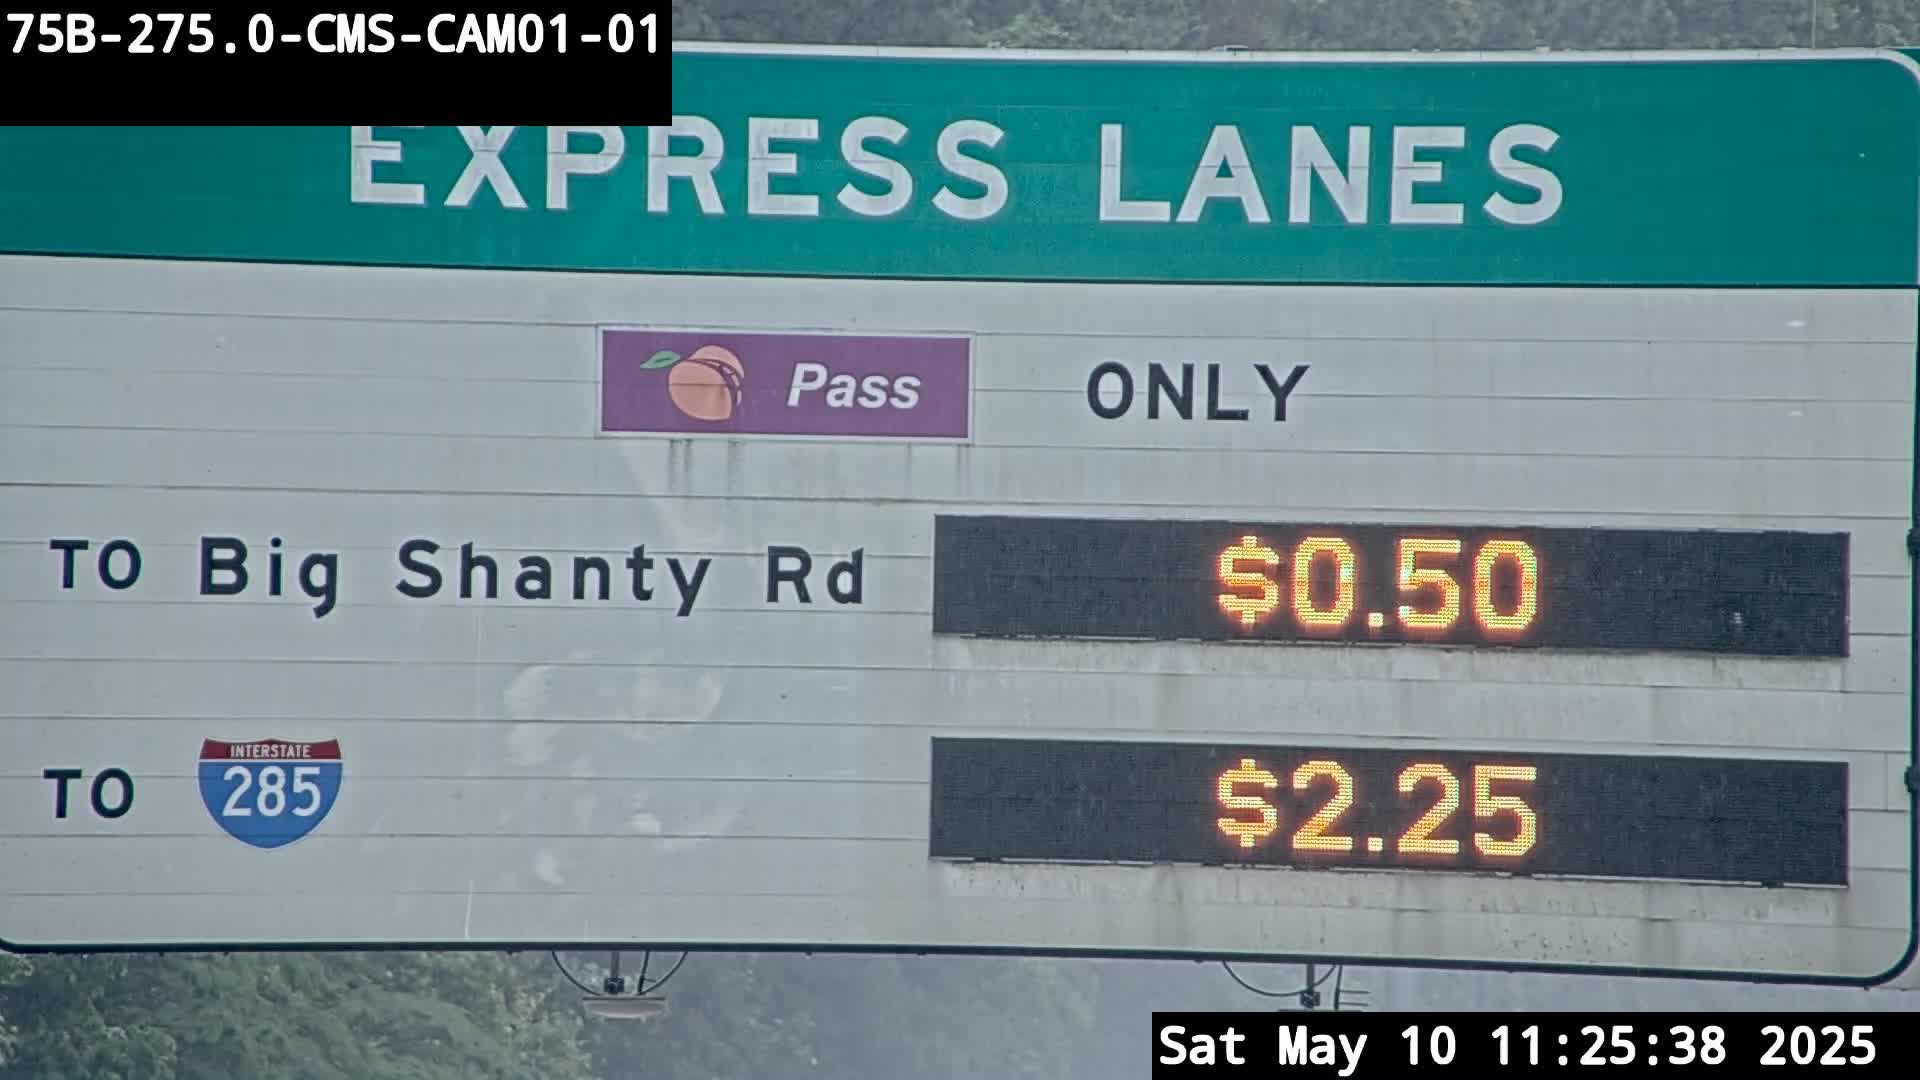 75B-275.0-CMS-CAM01-01
EXPRESS LANES
Pass ONLY
TO Big Shanty Rd $0.50
INTERSTATE
TO 285 $2.25
Sat May 10 11:25:38 2025